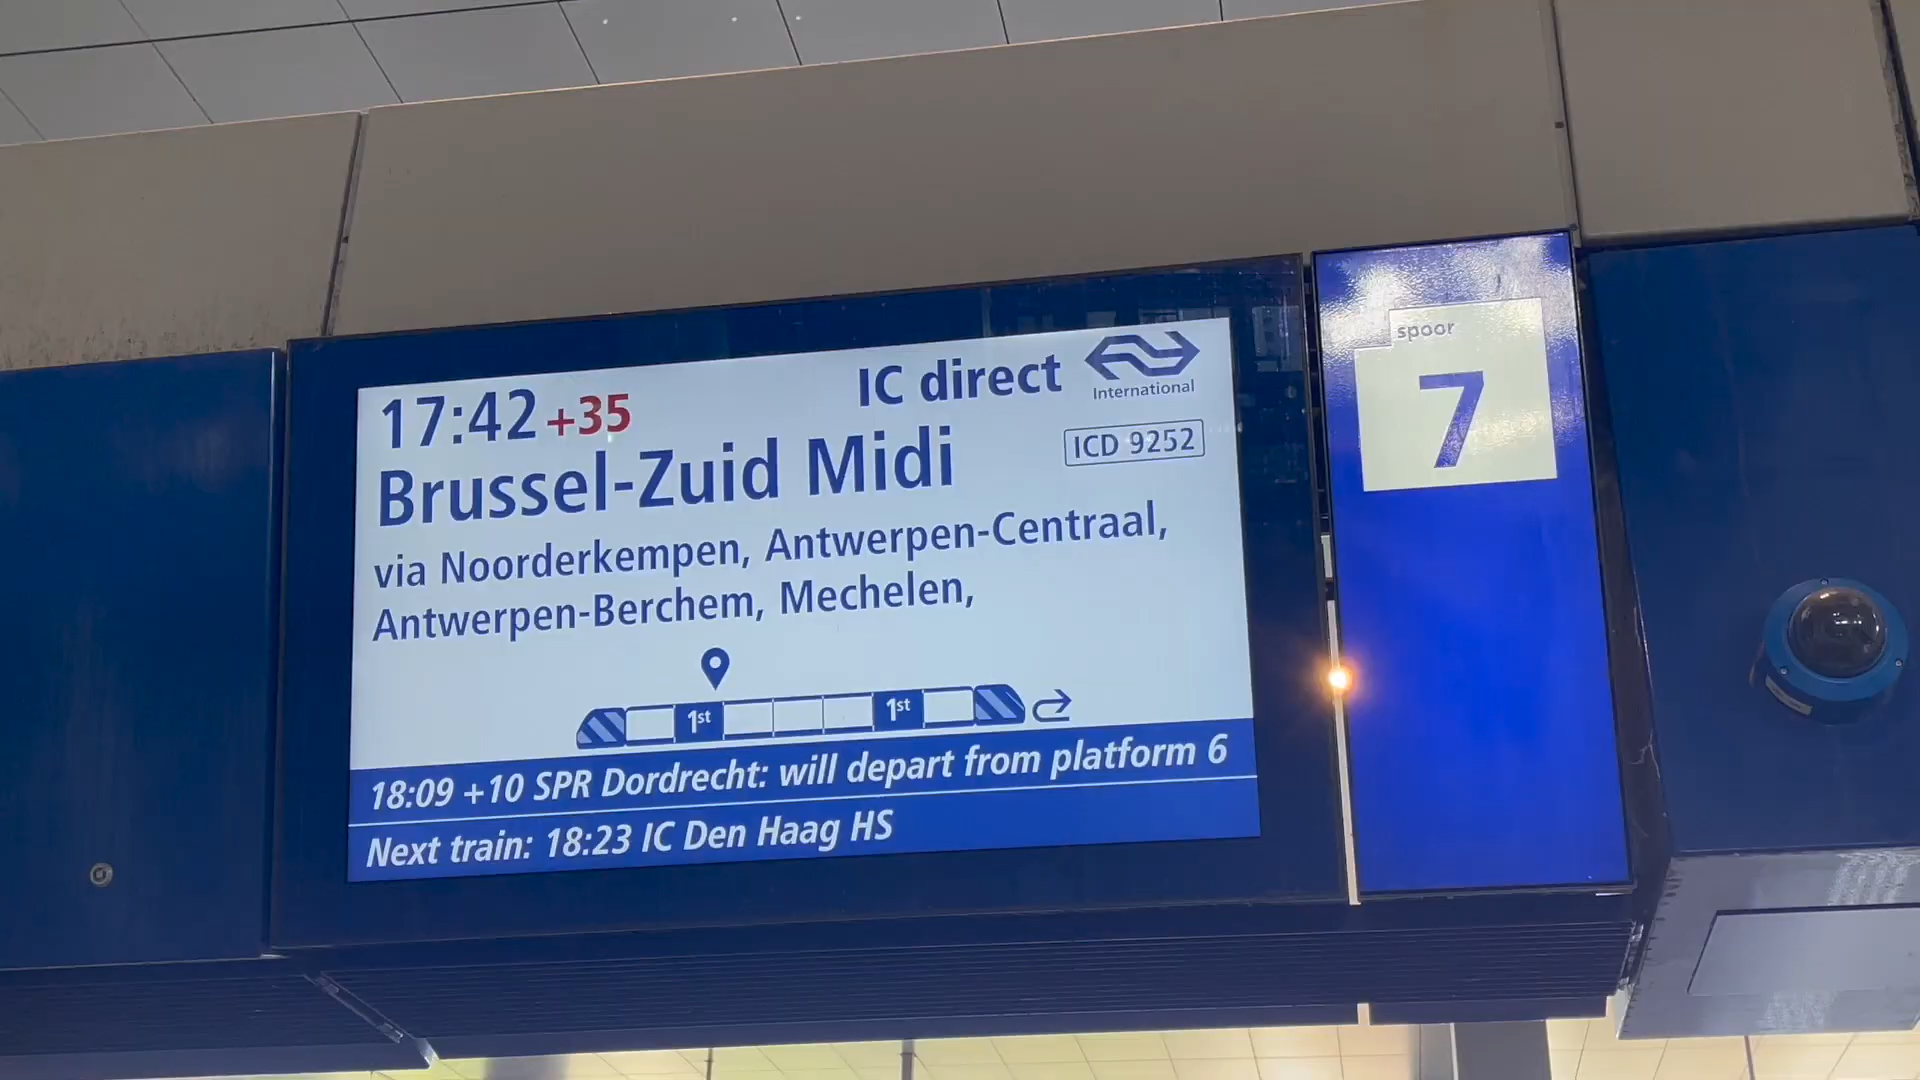 17:42 +35
IC direct
International
ICD 9252
Brussel-Zuid Midi
via Noorderkempen, Antwerpen-Centraal,
Antwerpen-Berchem, Mechelen,
1st 1st
18:09 +10 SPR Dordrecht: will depart from platform 6
Next train: 18:23 IC Den Haag HS
spoor
7